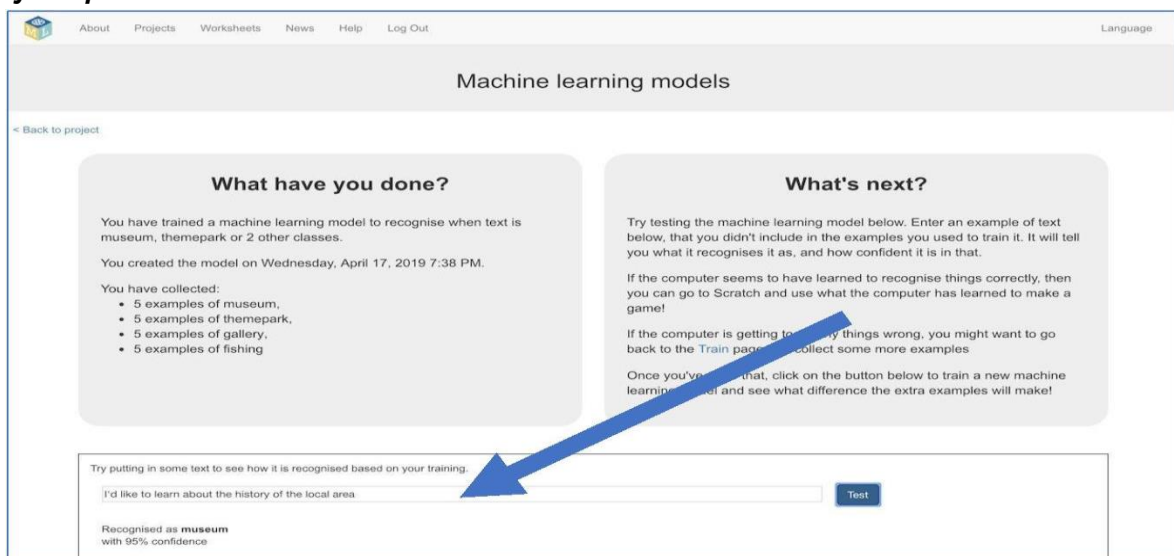 About Projects Worksheets News Help Log Out Language
Machine learning models
< Back to project
What have you done?
You have trained a machine learning model to recognise when text is
museum, themepark or 2 other classes.
You created the model on Wednesday, April 17, 2019 7:38 PM.
You have collected:
• 5 examples of museum,
• 5 examples of themepark,
• 5 examples of gallery,
• 5 examples of fishing
What's next?
Try testing the machine learning model below. Enter an example of text
below, that you didn't include in the examples you used to train it. It will tell
you what it recognises it as, and how confident it is in that.
If the computer seems to have learned to recognise things correctly, then
you can go to Scratch and use what the computer has learned to make a
game!
If the computer is getting things wrong, you might want to go
back to the Train collect some more examples
Once that, click on the button below to train a new machine
and see what difference the extra examples will make!
Try putting in some text to see how it is recognised based on your training.
I'd like to learn about the history of the local area
Test
Recognised as museum
with 95% confidence